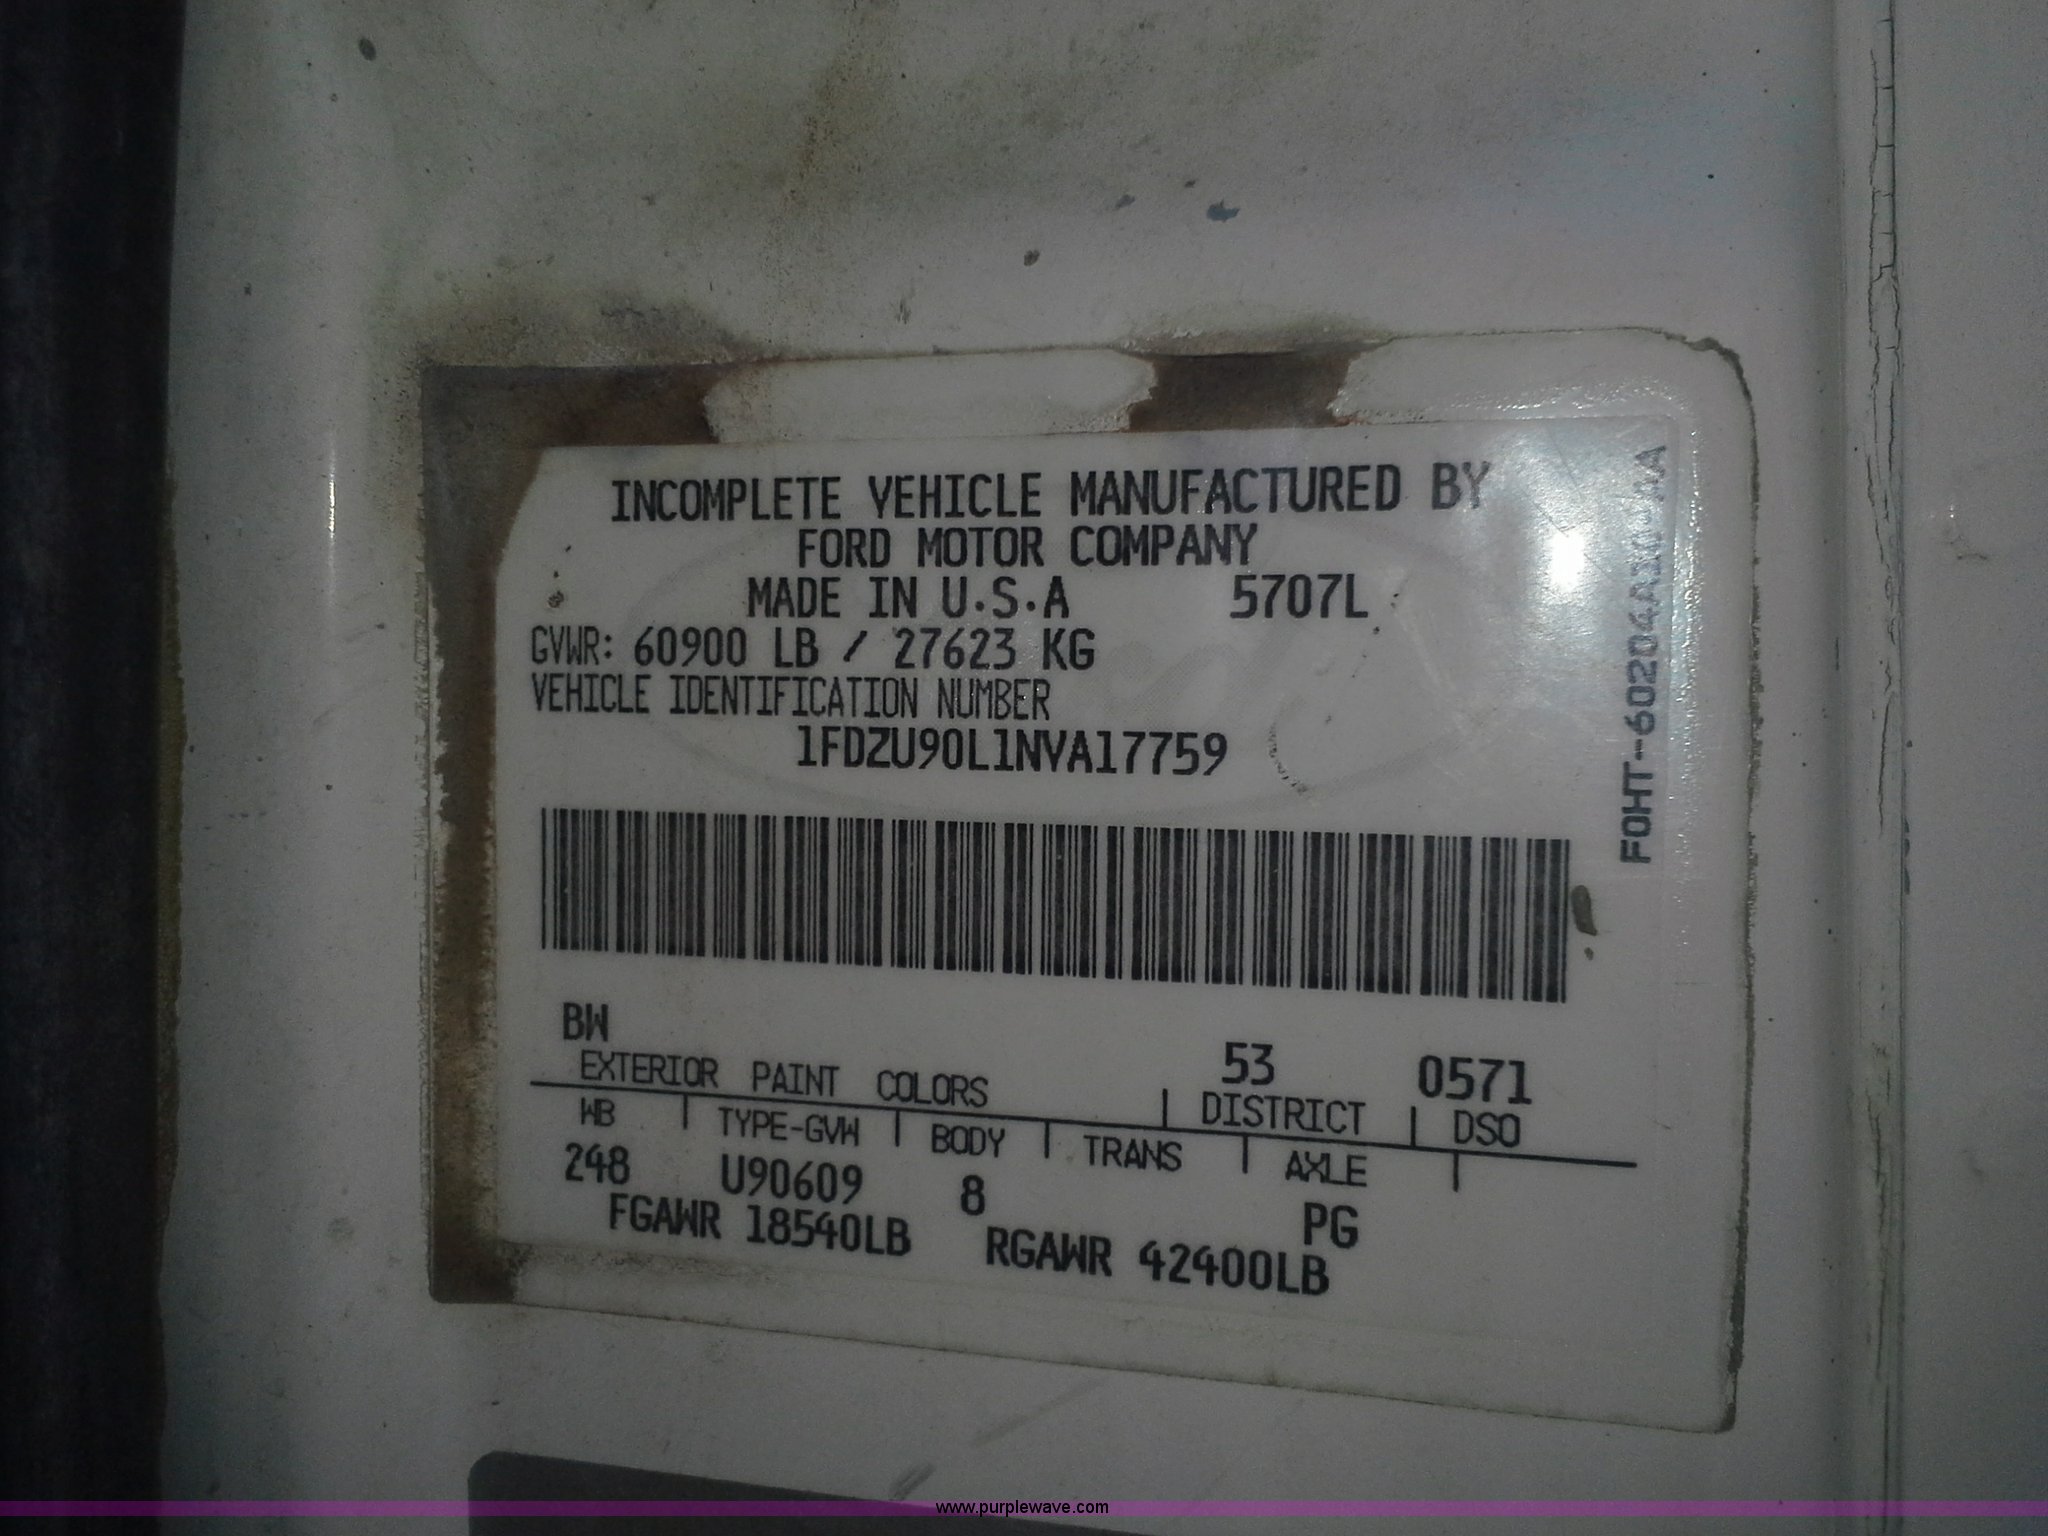 INCOMPLETE VEHICLE MANUFACTURED BY
FORD MOTOR COMPANY
MADE IN U.S.A 5707L
GVWR: 60900 LB / 27623 KG
VEHICLE IDENTIFICATION NUMBER
1FDZU90L1NVA17759
BW 53 0571
EXTERIOR PAINT COLORS DISTRICT DSO
WB TYPE-GVW BODY TRANS AXLE
248 U90609 8 PG
FGAWR 18540LB RGAWR 42400LB
www.purplewave.com